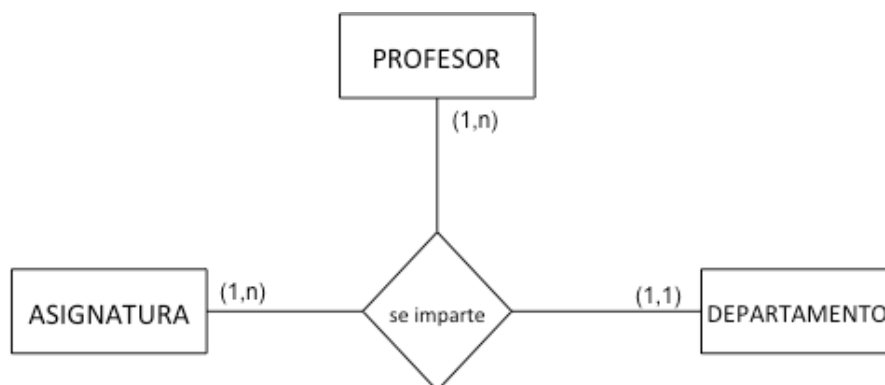 PROFESOR
(1,n)
ASIGNATURA
(1,n)
se imparte
(1,1)
DEPARTAMENTO